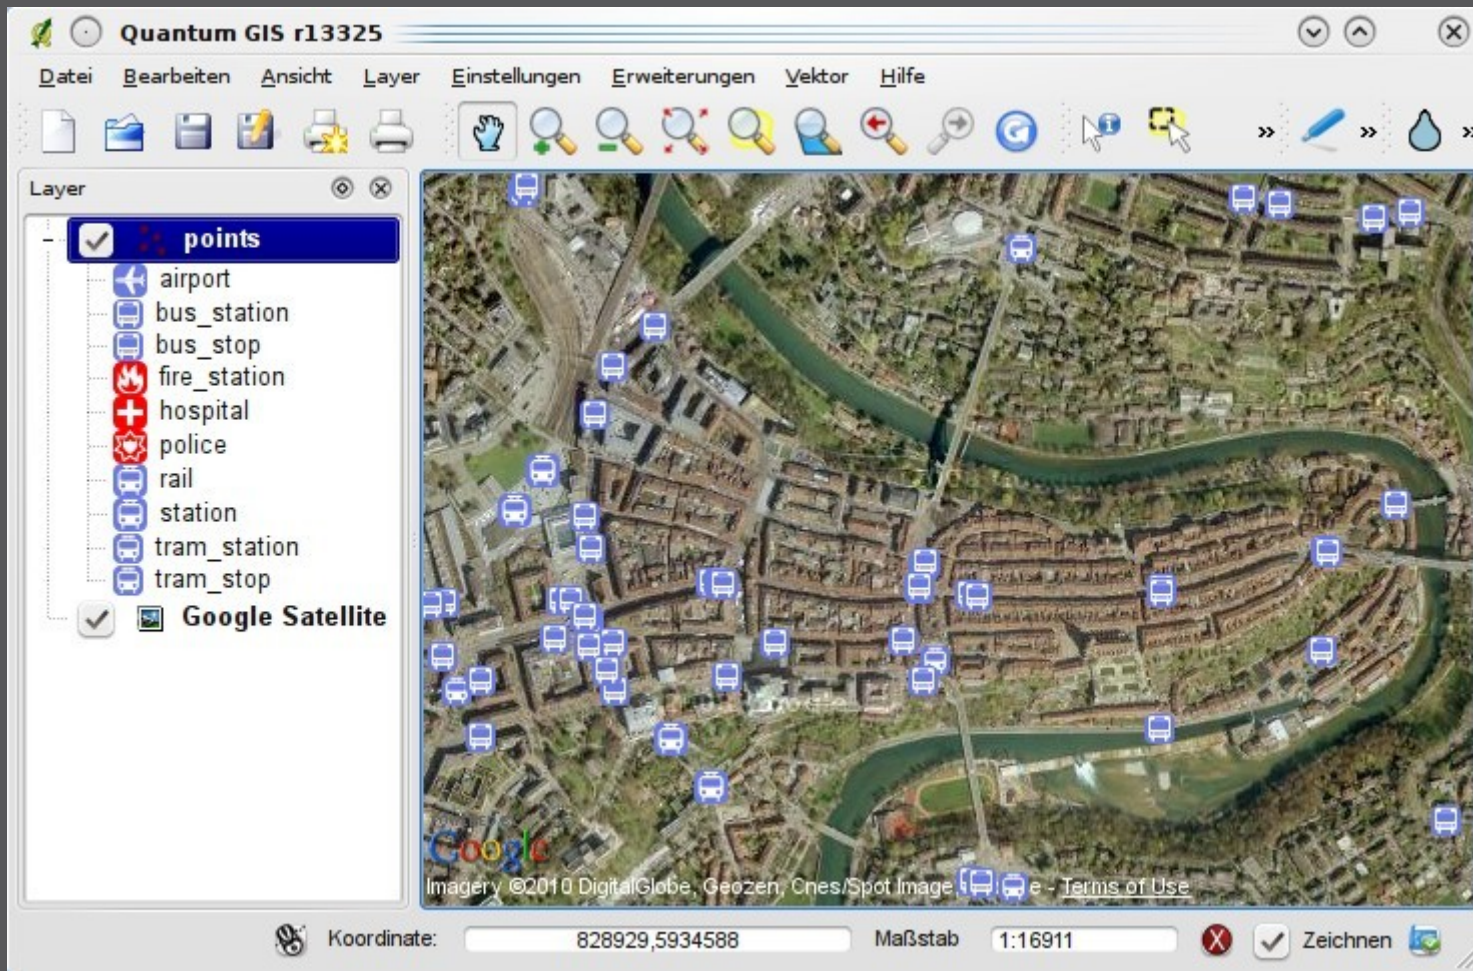 Quantum GIS r13325
Datei Bearbeiten Ansicht Layer Einstellungen Erweiterungen Vektor Hilfe
Layer
points
airport
bus_station
bus_stop
fire_station
hospital
police
rail
station
tram_station
tram_stop
Google Satellite
Google
Imagery ©2010 DigitalGlobe, Geozen, Cnes/Spot Image, e - Terms of Use
Koordinate: 828929,5934588 Maßstab 1:16911 Zeichnen